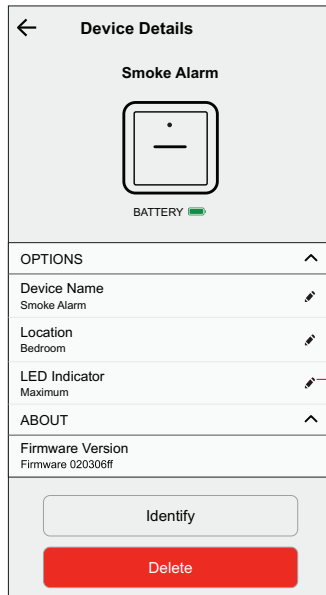 Device Details
Smoke Alarm
BATTERY
OPTIONS
Device Name
Smoke Alarm
Location
Bedroom
LED Indicator
Maximum
ABOUT
Firmware Version
Firmware 020306ff
Identify
Delete